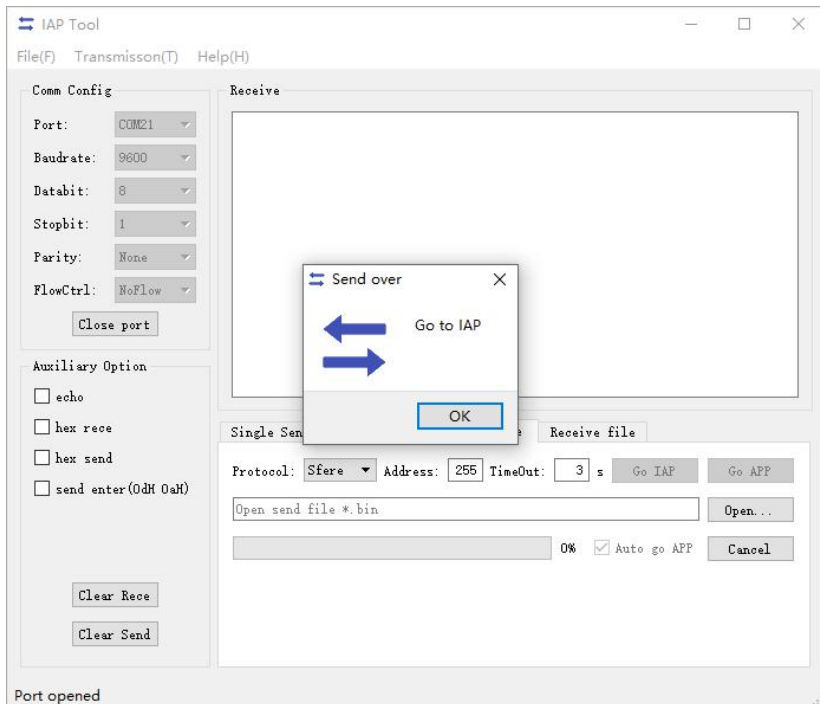 IAP Tool
File(F) Transmisson(T) Help(H)
Comm Config
Port: COM21
Baudrate: 9600
Databit: 8
Stopbit: 1
Parity: None
FlowCtrl: NoFlow
Close port
Auxiliary Option
echo
hex rece
hex send
send enter(0dH 0aH)
Clear Rece
Clear Send
Receive
Send over
Go to IAP
OK
Single Sen Receive file
Protocol: Sfere Address: 255 TimeOut: 3 s Go IAP Go APP
Open send file *.bin Open...
0% Auto go APP Cancel
Port opened